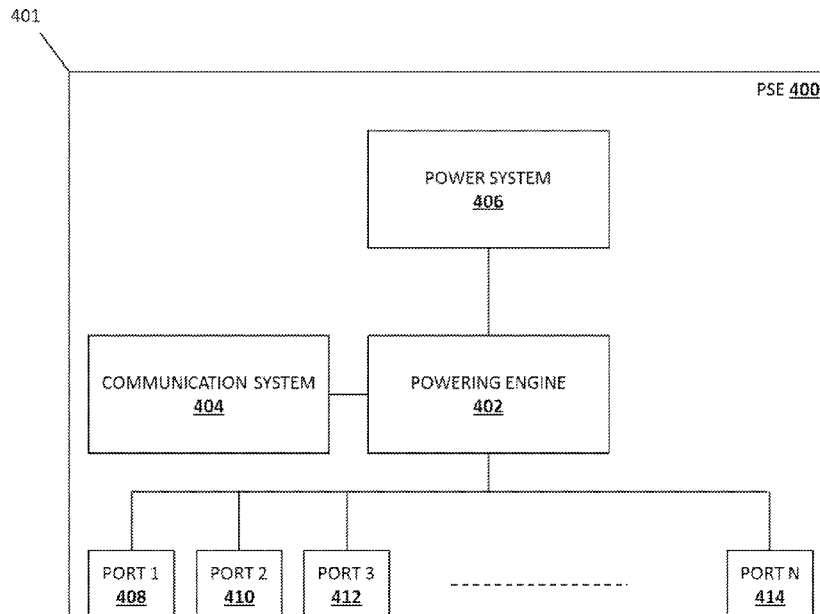 401
PSE 400
POWER SYSTEM
406
COMMUNICATION SYSTEM
404
POWERING ENGINE
402
PORT 1
408
PORT 2
410
PORT 3
412
PORT N
414